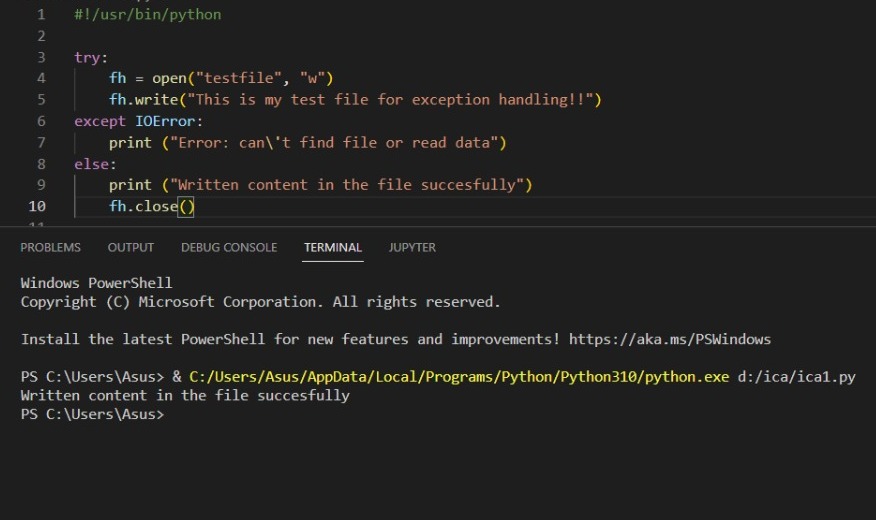 1 #!/usr/bin/python
2
3 try:
4     fh = open("testfile", "w")
5     fh.write("This is my test file for exception handling!!")
6 except IOError:
7     print ("Error: can\'t find file or read data")
8 else:
9     print ("Written content in the file succesfully")
10     fh.close()
11
PROBLEMS OUTPUT DEBUG CONSOLE TERMINAL JUPYTER
Windows PowerShell
Copyright (C) Microsoft Corporation. All rights reserved.
Install the latest PowerShell for new features and improvements! https://aka.ms/PSWindows
PS C:\Users\Asus> & C:/Users/Asus/AppData/Local/Programs/Python/Python310/python.exe d:/ica/ica1.py
Written content in the file succesfully
PS C:\Users\Asus>